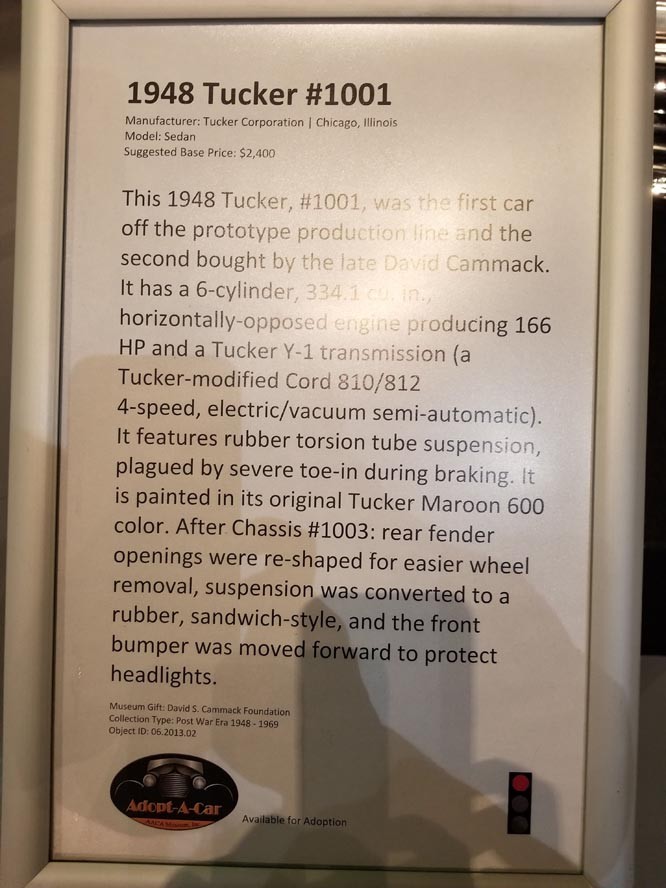 1948 Tucker #1001
Manufacturer: Tucker Corporation | Chicago, Illinois
Model: Sedan
Suggested Base Price: $2,400
This 1948 Tucker, #1001, was the first car
off the prototype production line and the
second bought by the late David Cammack.
It has a 6-cylinder, 334.1 cu. in.,
horizontally-opposed engine producing 166
HP and a Tucker Y-1 transmission (a
Tucker-modified Cord 810/812
4-speed, electric/vacuum semi-automatic).
It features rubber torsion tube suspension,
plagued by severe toe-in during braking. It
is painted in its original Tucker Maroon 600
color. After Chassis #1003: rear fender
openings were re-shaped for easier wheel
removal, suspension was converted to a
rubber, sandwich-style, and the front
bumper was moved forward to protect
headlights.
Museum Gift: David S. Cammack Foundation
Collection Type: Post War Era 1948 - 1969
Object ID: 06.2013.02
Adopt-A-Car
AACA Museum, Inc.
Available for Adoption